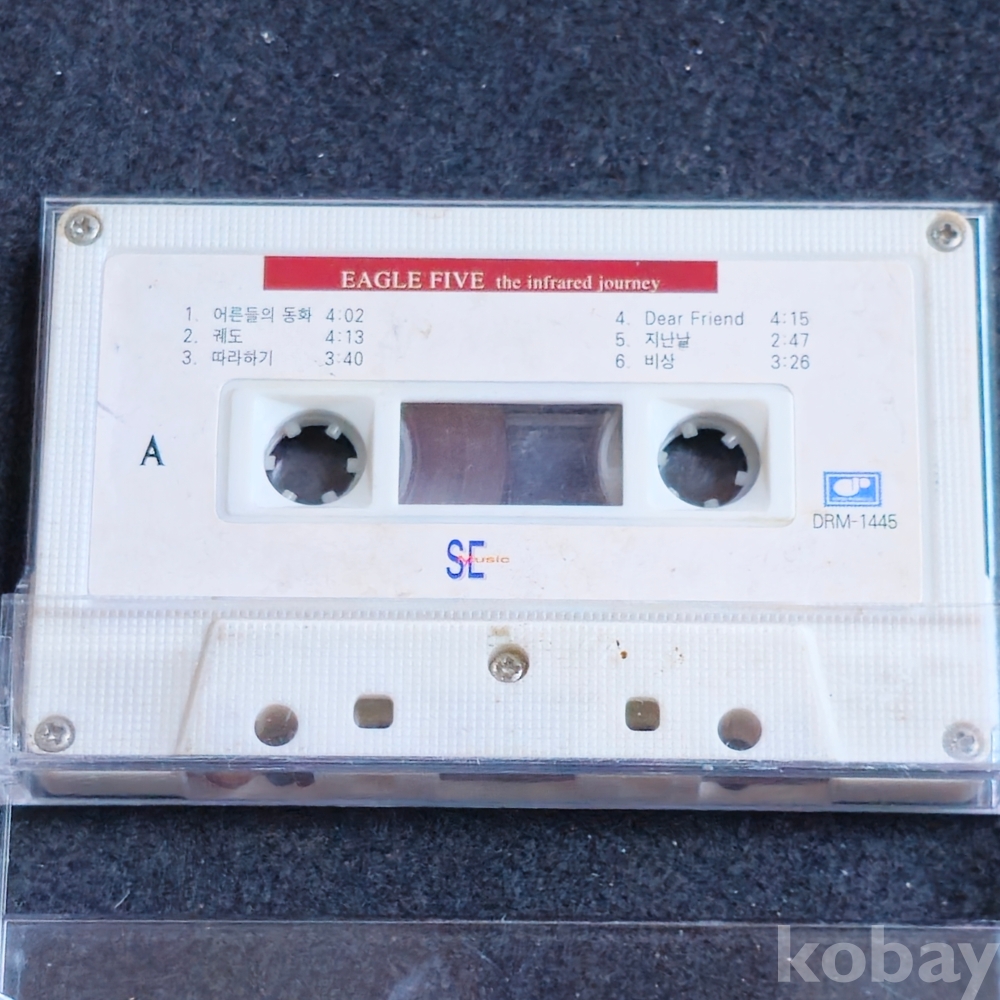 EAGLE FIVE the infrared journey
1. 어른들의 동화 4:02
2. 궤도 4:13
3. 따라하기 3:40
4. Dear Friend 4:15
5. 지난날 2:47
6. 비상 3:26
A
DRM-1445
SE Music
kobay